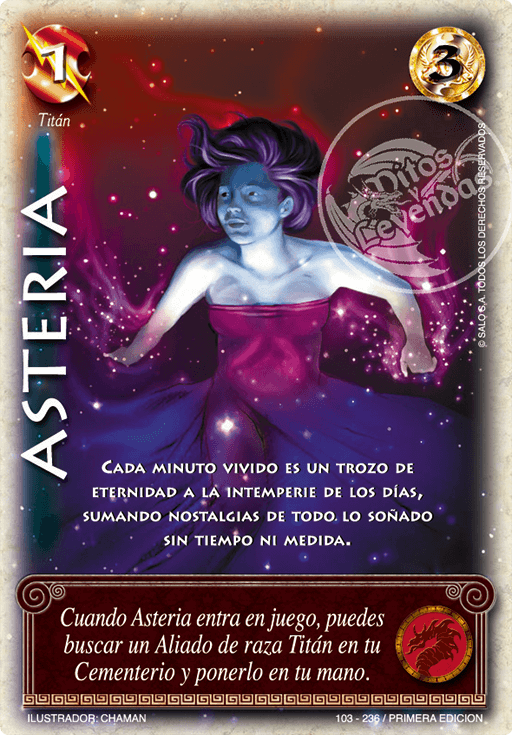 1
3
Titán
Mitos
y
Leyendas
ASTERIA
© SALO S.A. TODOS LOS DERECHOS RESERVADOS
CADA MINUTO VIVIDO ES UN TROZO DE
ETERNIDAD A LA INTEMPERIE DE LOS DÍAS,
SUMANDO NOSTALGIAS DE TODO LO SOÑADO
SIN TIEMPO NI MEDIDA.
Cuando Asteria entra en juego, puedes
buscar un Aliado de raza Titán en tu
Cementerio y ponerlo en tu mano.
ILUSTRADOR: CHAMAN
103 - 236 / PRIMERA EDICION